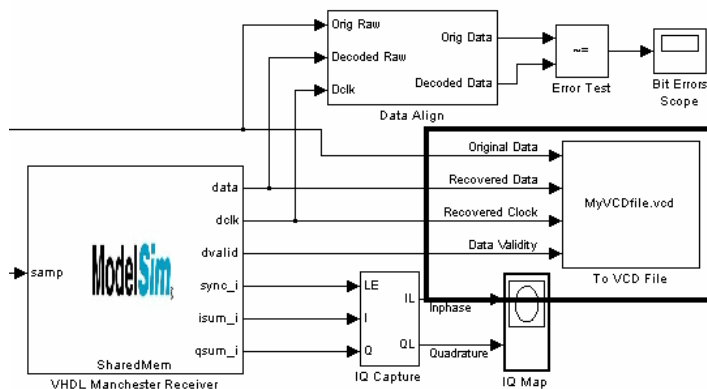 Orig Raw
Decoded Raw
Dclk
Orig Data
Decoded Data
Data Align
~=
Error Test
Bit Errors
Scope
Original Data
Recovered Data
Recovered Clock
Data Validity
MyVCDfile.vcd
To VCD File
samp
ModelSim
data
dclk
dvalid
sync_i
isum_i
qsum_i
SharedMem
VHDL Manchester Receiver
LE
I
Q
IL
QL
IQ Capture
Inphase
Quadrature
IQ Map